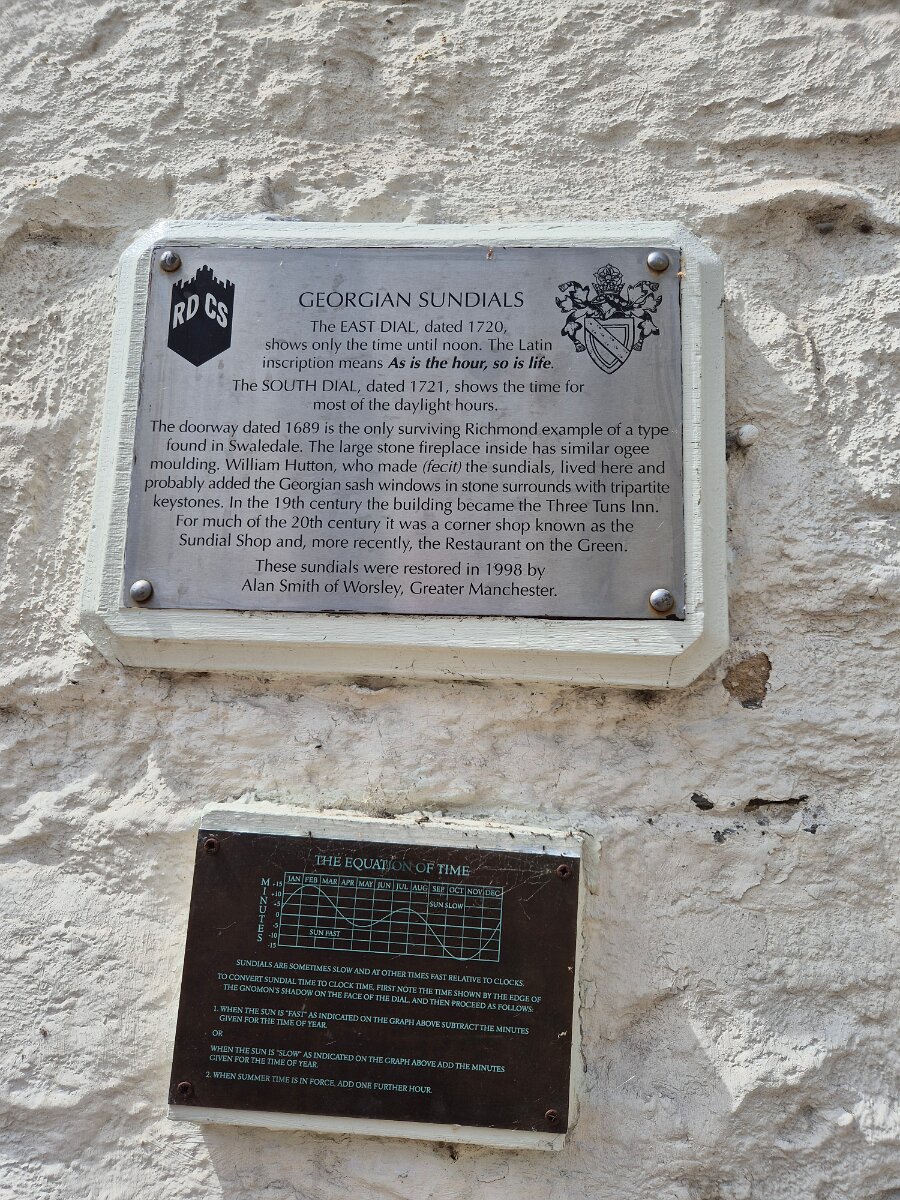 RD CS
GEORGIAN SUNDIALS
The EAST DIAL, dated 1720,
shows only the time until noon. The Latin
inscription means As is the hour, so is life.
The SOUTH DIAL, dated 1721, shows the time for
most of the daylight hours.
The doorway dated 1689 is the only surviving Richmond example of a type
found in Swaledale. The large stone fireplace inside has similar ogee
moulding. William Hutton, who made (fecit) the sundials, lived here and
probably added the Georgian sash windows in stone surrounds with tripartite
keystones. In the 19th century the building became the Three Tuns Inn.
For much of the 20th century it was a corner shop known as the
Sundial Shop and, more recently, the Restaurant on the Green.
These sundials were restored in 1998 by
Alan Smith of Worsley, Greater Manchester.
THE EQUATION OF TIME
JAN FEB MAR APR MAY JUN JUL AUG SEP OCT NOV DEC
MINUTES
+15
+10
+5
0
-5
-10
-15
SUN SLOW
SUN FAST
SUNDIALS ARE SOMETIMES SLOW AND AT OTHER TIMES FAST RELATIVE TO CLOCKS.
TO CONVERT SUNDIAL TIME TO CLOCK TIME, FIRST NOTE THE TIME SHOWN BY THE EDGE OF
THE GNOMON'S SHADOW ON THE FACE OF THE DIAL, AND THEN PROCEED AS FOLLOWS:
1. WHEN THE SUN IS "FAST" AS INDICATED ON THE GRAPH ABOVE SUBTRACT THE MINUTES
GIVEN FOR THE TIME OF YEAR.
OR
WHEN THE SUN IS "SLOW" AS INDICATED ON THE GRAPH ABOVE ADD THE MINUTES
GIVEN FOR THE TIME OF YEAR.
2. WHEN SUMMER TIME IS IN FORCE, ADD ONE FURTHER HOUR.